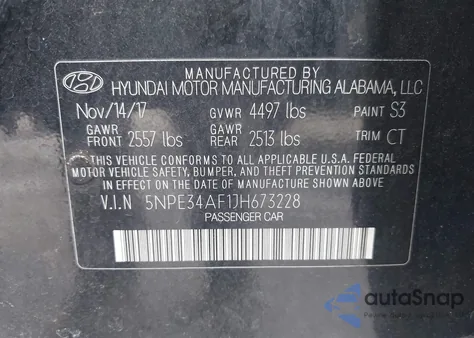 MANUFACTURED BY
HYUNDAI MOTOR MANUFACTURING ALABAMA, LLC
Nov/14/17 GVWR 4497 lbs PAINT S3
GAWR FRONT 2557 lbs GAWR REAR 2513 lbs TRIM CT
THIS VEHICLE CONFORMS TO ALL APPLICABLE U.S.A. FEDERAL
MOTOR VEHICLE SAFETY, BUMPER, AND THEFT PREVENTION STANDARDS
IN EFFECT ON THE DATE OF MANUFACTURE SHOWN ABOVE.
V.I.N 5NPE34AF1JH673228
PASSENGER CAR
autoSnap